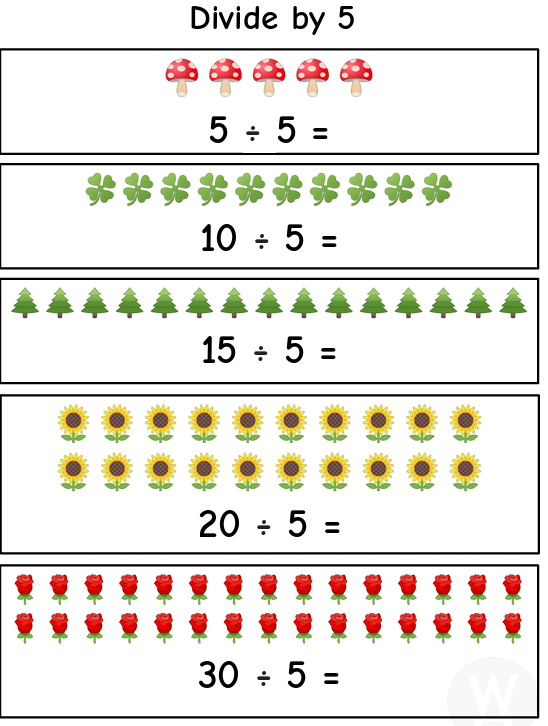 Divide by 5
5 ÷ 5 =
10 ÷ 5 =
15 ÷ 5 =
20 ÷ 5 =
30 ÷ 5 =
W